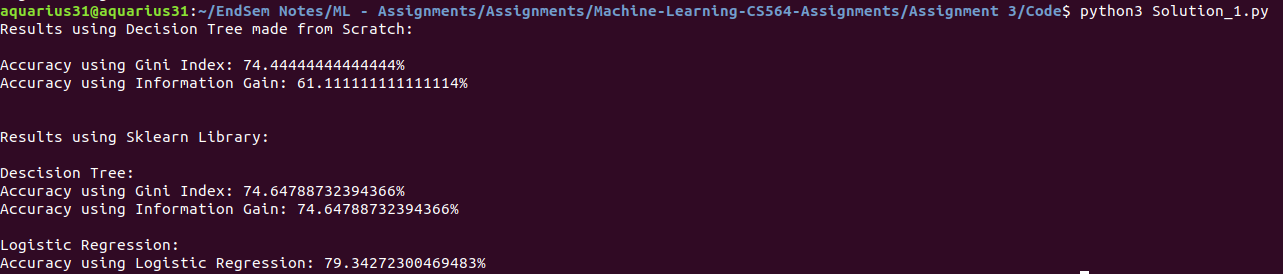 aquarius31@aquarius31:~/EndSem Notes/ML - Assignments/Assignments/Machine-Learning-CS564-Assignments/Assignment 3/Code$ python3 Solution_1.py
Results using Decision Tree made from Scratch:
Accuracy using Gini Index: 74.44444444444444%
Accuracy using Information Gain: 61.111111111111114%
Results using Sklearn Library:
Descision Tree:
Accuracy using Gini Index: 74.64788732394366%
Accuracy using Information Gain: 74.64788732394366%
Logistic Regression:
Accuracy using Logistic Regression: 79.34272300469483%